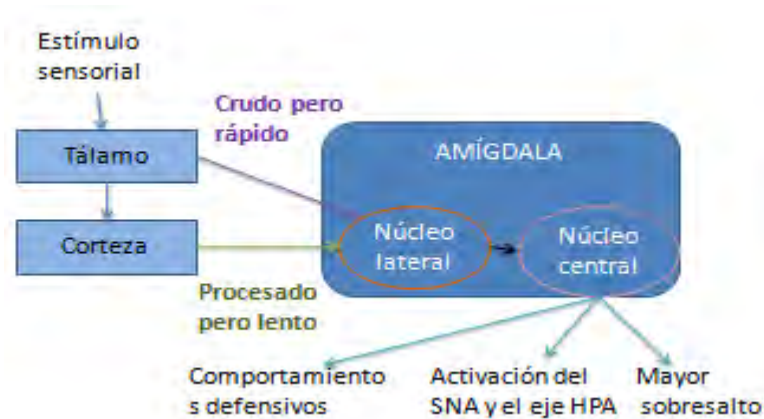 Estímulo
sensorial
Crudo pero
rápido
Tálamo
AMÍGDALA
Corteza
Núcleo
lateral
Núcleo
central
Procesado
pero lento
Comportamiento
s defensivos
Activación del
SNA y el eje HPA
Mayor
sobresalto